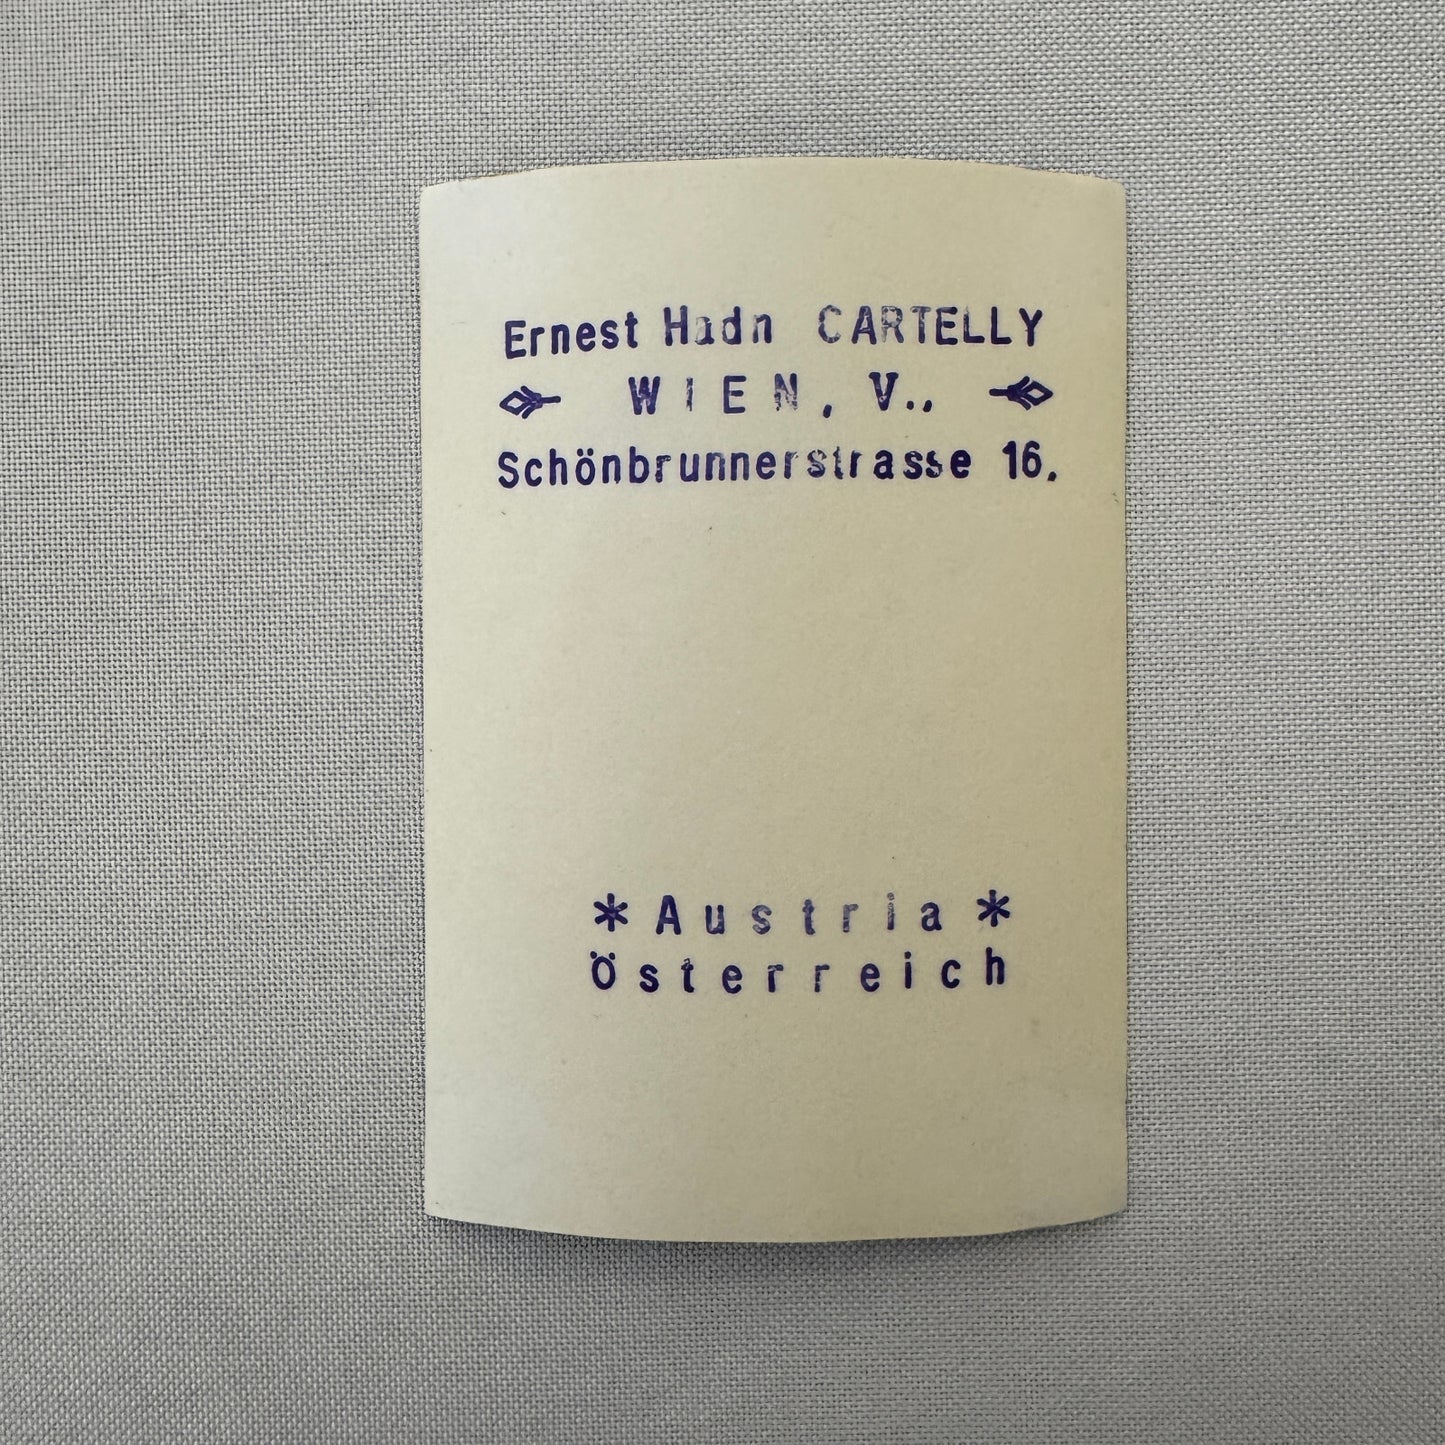 Ernest Hadn CARTELLY
WIEN, V.,
Schönbrunnerstrasse 16.
* Austria *
Österreich